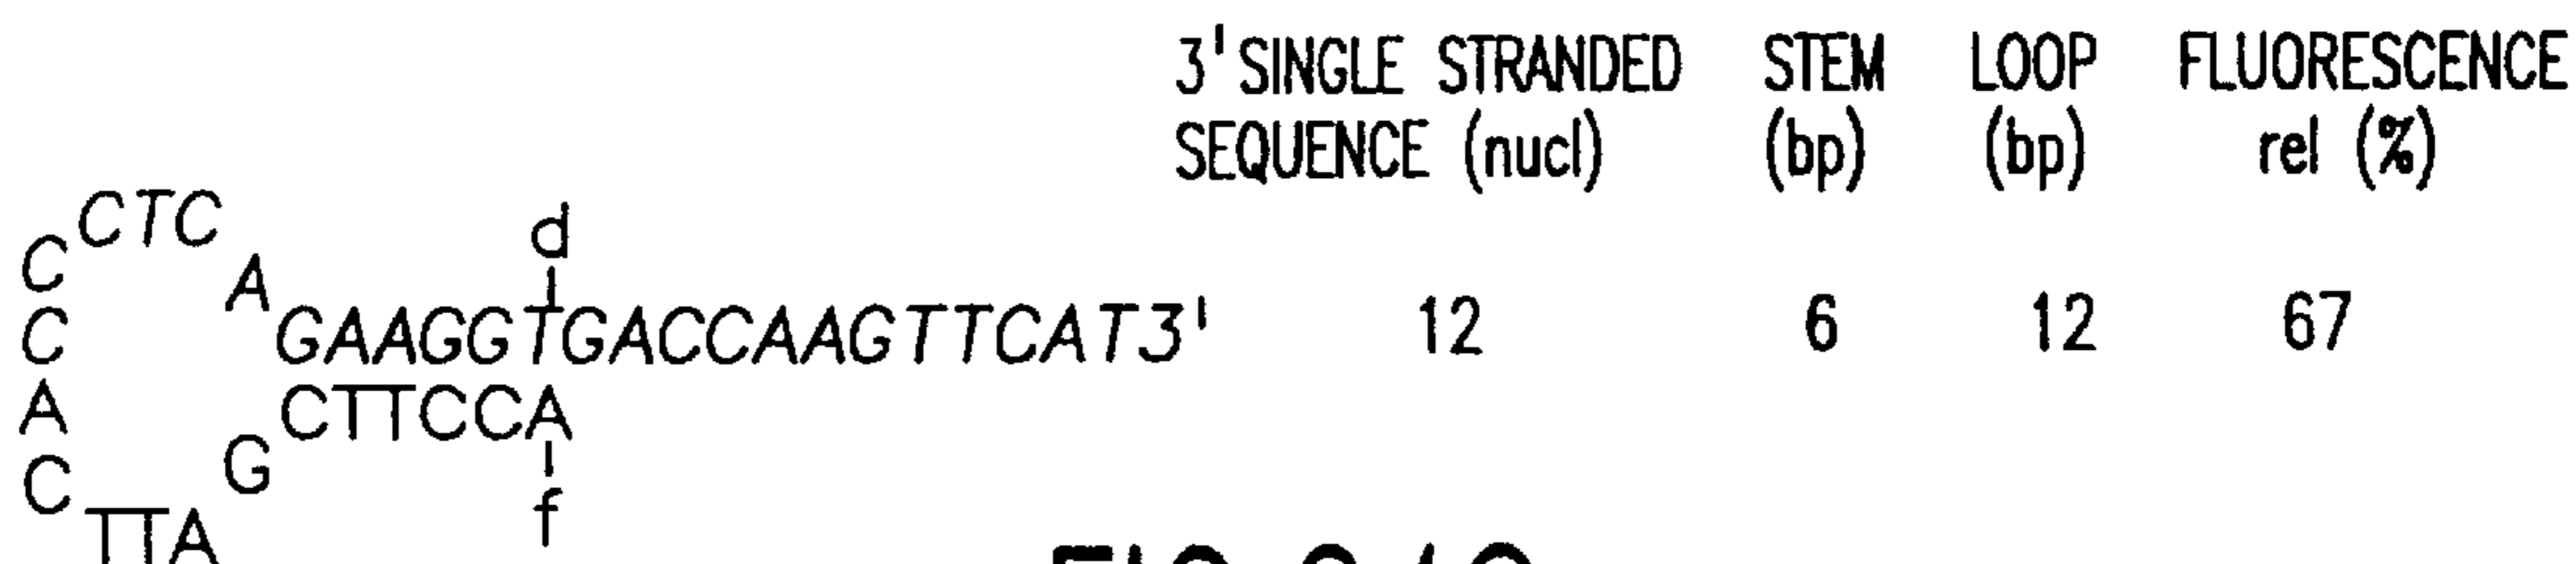 3' SINGLE STRANDED STEM LOOP FLUORESCENCE
SEQUENCE (nucl) (bp) (bp) rel (%)
CTC
d
C
A
C
GAAGGTGACCAAGTTCAT3' 12 6 12 67
A
CTTCCA
G
C
TTA
f